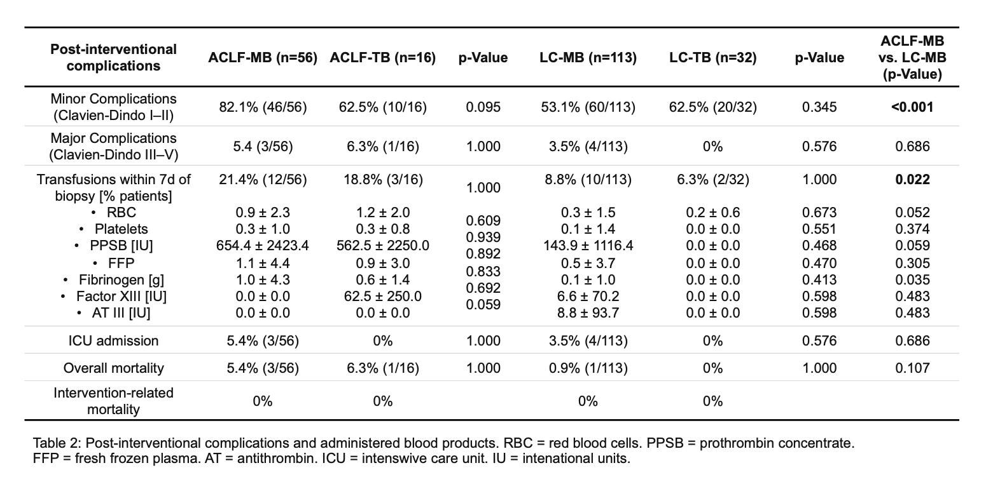 Post-interventional complications ACLF-MB (n=56) ACLF-TB (n=16) p-Value LC-MB (n=113) LC-TB (n=32) p-Value ACLF-MB vs. LC-MB (p-Value)
Minor Complications (Clavien-Dindo I–II) 82.1% (46/56) 62.5% (10/16) 0.095 53.1% (60/113) 62.5% (20/32) 0.345 <0.001
Major Complications (Clavien-Dindo III–V) 5.4 (3/56) 6.3% (1/16) 1.000 3.5% (4/113) 0% 0.576 0.686
Transfusions within 7d of biopsy [% patients] 21.4% (12/56) 18.8% (3/16) 1.000 8.8% (10/113) 6.3% (2/32) 1.000 0.022
• RBC 0.9 ± 2.3 1.2 ± 2.0 0.609 0.3 ± 1.5 0.2 ± 0.6 0.673 0.052
• Platelets 0.3 ± 1.0 0.3 ± 0.8 0.939 0.1 ± 1.4 0.0 ± 0.0 0.551 0.374
• PPSB [IU] 654.4 ± 2423.4 562.5 ± 2250.0 0.892 143.9 ± 1116.4 0.0 ± 0.0 0.468 0.059
• FFP 1.1 ± 4.4 0.9 ± 3.0 0.833 0.5 ± 3.7 0.0 ± 0.0 0.470 0.305
• Fibrinogen [g] 1.0 ± 4.3 0.6 ± 1.4 0.692 0.1 ± 1.0 0.0 ± 0.0 0.413 0.035
• Factor XIII [IU] 0.0 ± 0.0 62.5 ± 250.0 0.059 6.6 ± 70.2 0.0 ± 0.0 0.598 0.483
• AT III [IU] 0.0 ± 0.0 0.0 ± 0.0 8.8 ± 93.7 0.0 ± 0.0 0.598 0.483
ICU admission 5.4% (3/56) 0% 1.000 3.5% (4/113) 0% 0.576 0.686
Overall mortality 5.4% (3/56) 6.3% (1/16) 1.000 0.9% (1/113) 0% 1.000 0.107
Intervention-related mortality 0% 0% 0% 0%
Table 2: Post-interventional complications and administered blood products. RBC = red blood cells. PPSB = prothrombin concentrate.
FFP = fresh frozen plasma. AT = antithrombin. ICU = intenswive care unit. IU = intenational units.